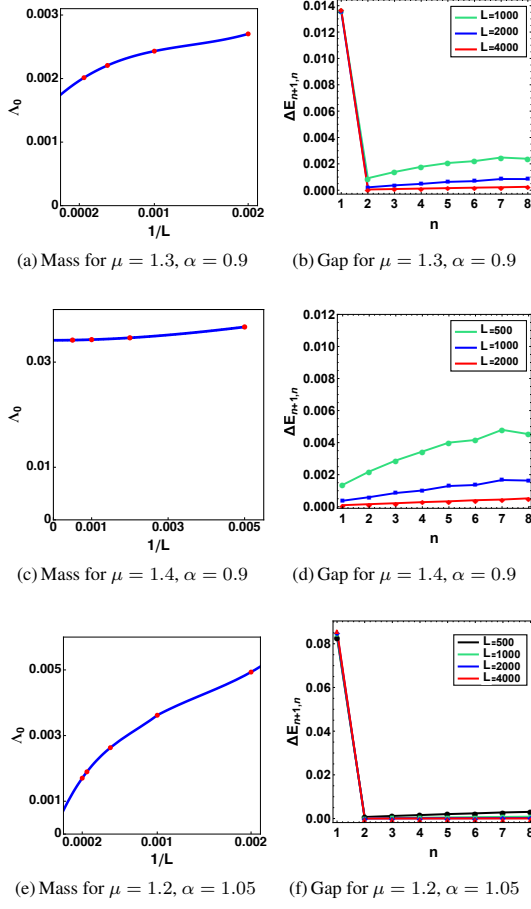 0.003
0.002
0.001
0
Λ0
0.0002
0.001
0.002
1/L
0.014
0.012
0.010
0.008
0.006
0.004
0.002
0.000
ΔEn+1,n
L=1000
L=2000
L=4000
1 2 3 4 5 6 7 8
n
(a) Mass for μ = 1.3, α = 0.9
(b) Gap for μ = 1.3, α = 0.9
0.03
0.01
0
Λ0
0
0.001
0.003
0.005
1/L
0.012
0.010
0.008
0.006
0.004
0.002
0.000
ΔEn+1,n
L=500
L=1000
L=2000
1 2 3 4 5 6 7 8
n
(c) Mass for μ = 1.4, α = 0.9
(d) Gap for μ = 1.4, α = 0.9
0.005
0.003
0.001
Λ0
0.0002
0.001
0.002
1/L
0.08
0.06
0.04
0.02
0.00
ΔEn+1,n
L=500
L=1000
L=2000
L=4000
1 2 3 4 5 6 7 8
n
(e) Mass for μ = 1.2, α = 1.05
(f) Gap for μ = 1.2, α = 1.05